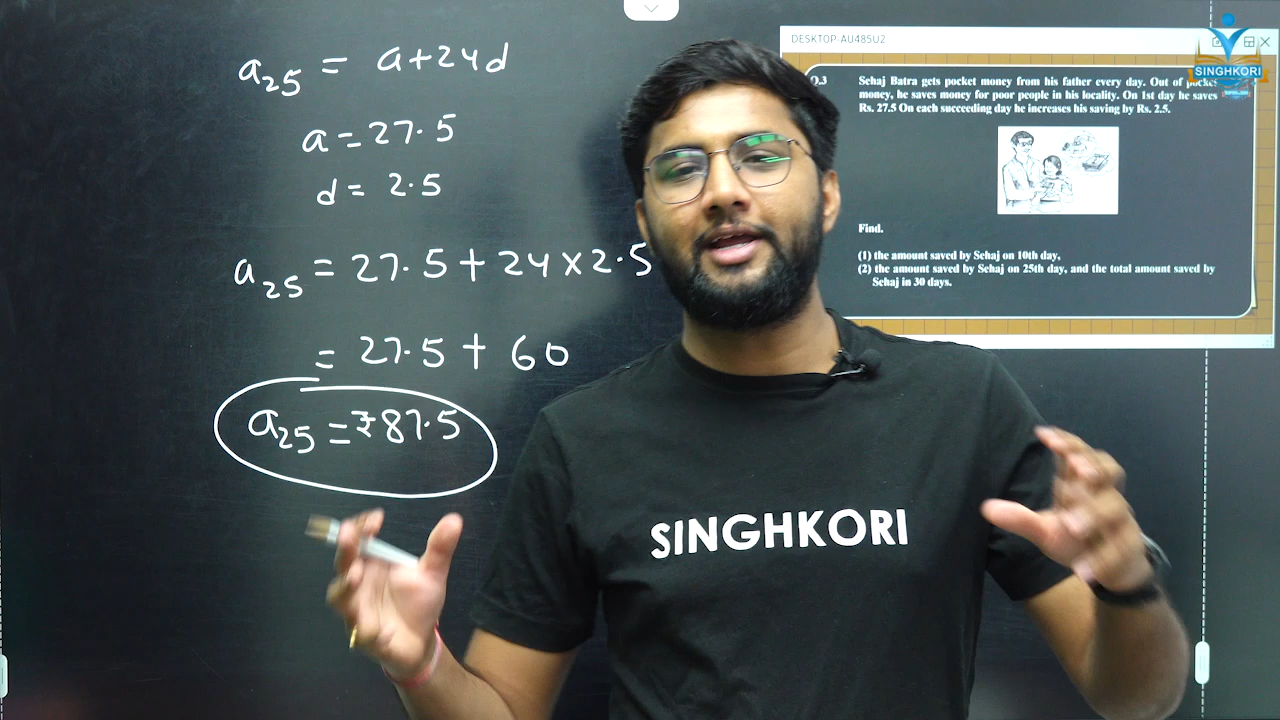 a25 = a+24d
a=27.5
d= 2.5
a25 = 27.5 + 24 x 2.5
= 27.5 + 60
a25 = ₹87.5
DESKTOP-AU485U2
SINGHKORI
Q.3 Sehaj Batra gets pocket money from his father every day. Out of pocket
money, he saves money for poor people in his locality. On 1st day he saves
Rs. 27.5 On each succeeding day he increases his saving by Rs. 2.5.
Find.
(1) the amount saved by Sehaj on 10th day,
(2) the amount saved by Sehaj on 25th day, and the total amount saved by
Sehaj in 30 days.
SINGHKORI